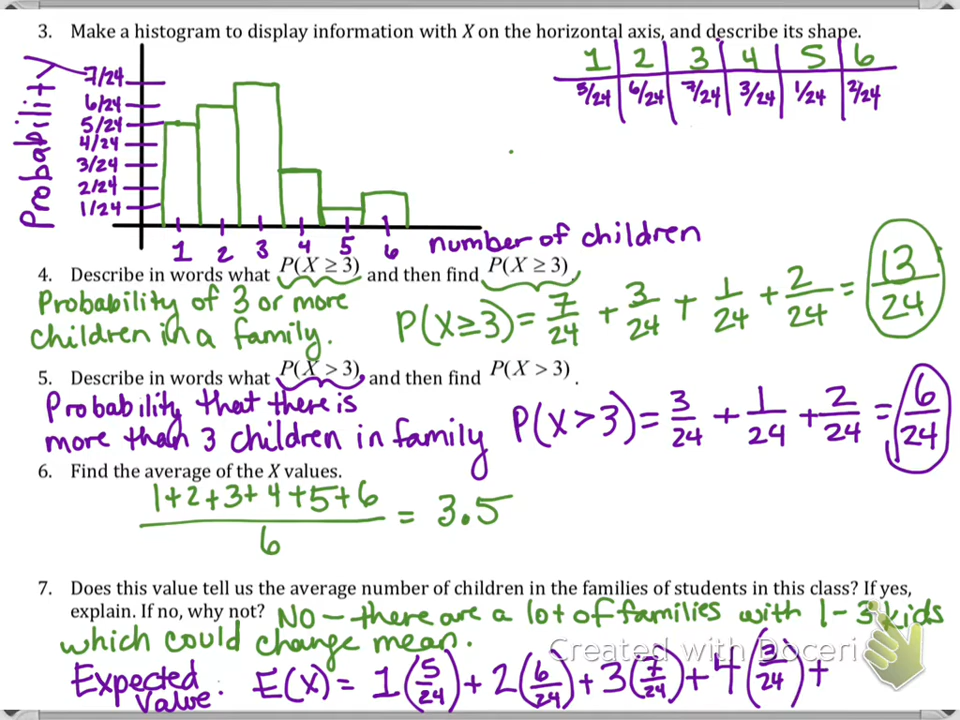 3. Make a histogram to display information with X on the horizontal axis, and describe its shape.
1 2 3 4 5 6
5/24 6/24 7/24 3/24 1/24 2/24
Probability
7/24
6/24
5/24
4/24
3/24
2/24
1/24
1 2 3 4 5 6
number of children
4. Describe in words what P(X ≥ 3) and then find P(X ≥ 3)
Probability of 3 or more
children in a family.
P(X≥3) = 7/24 + 3/24 + 1/24 + 2/24 = 13/24
5. Describe in words what P(X > 3), and then find P(X > 3).
Probability that there is
more than 3 children in family
P(X>3) = 3/24 + 1/24 + 2/24 = 6/24
6. Find the average of the X values.
1+2+3+4+5+6/6 = 3.5
7. Does this value tell us the average number of children in the families of students in this class? If yes,
explain. If no, why not? No – there are a lot of families with 1-3 kids
which could change mean.
Created with Doceri
Expected Value: E(X) = 1(5/24) + 2(6/24) + 3(7/24) + 4(3/24) +